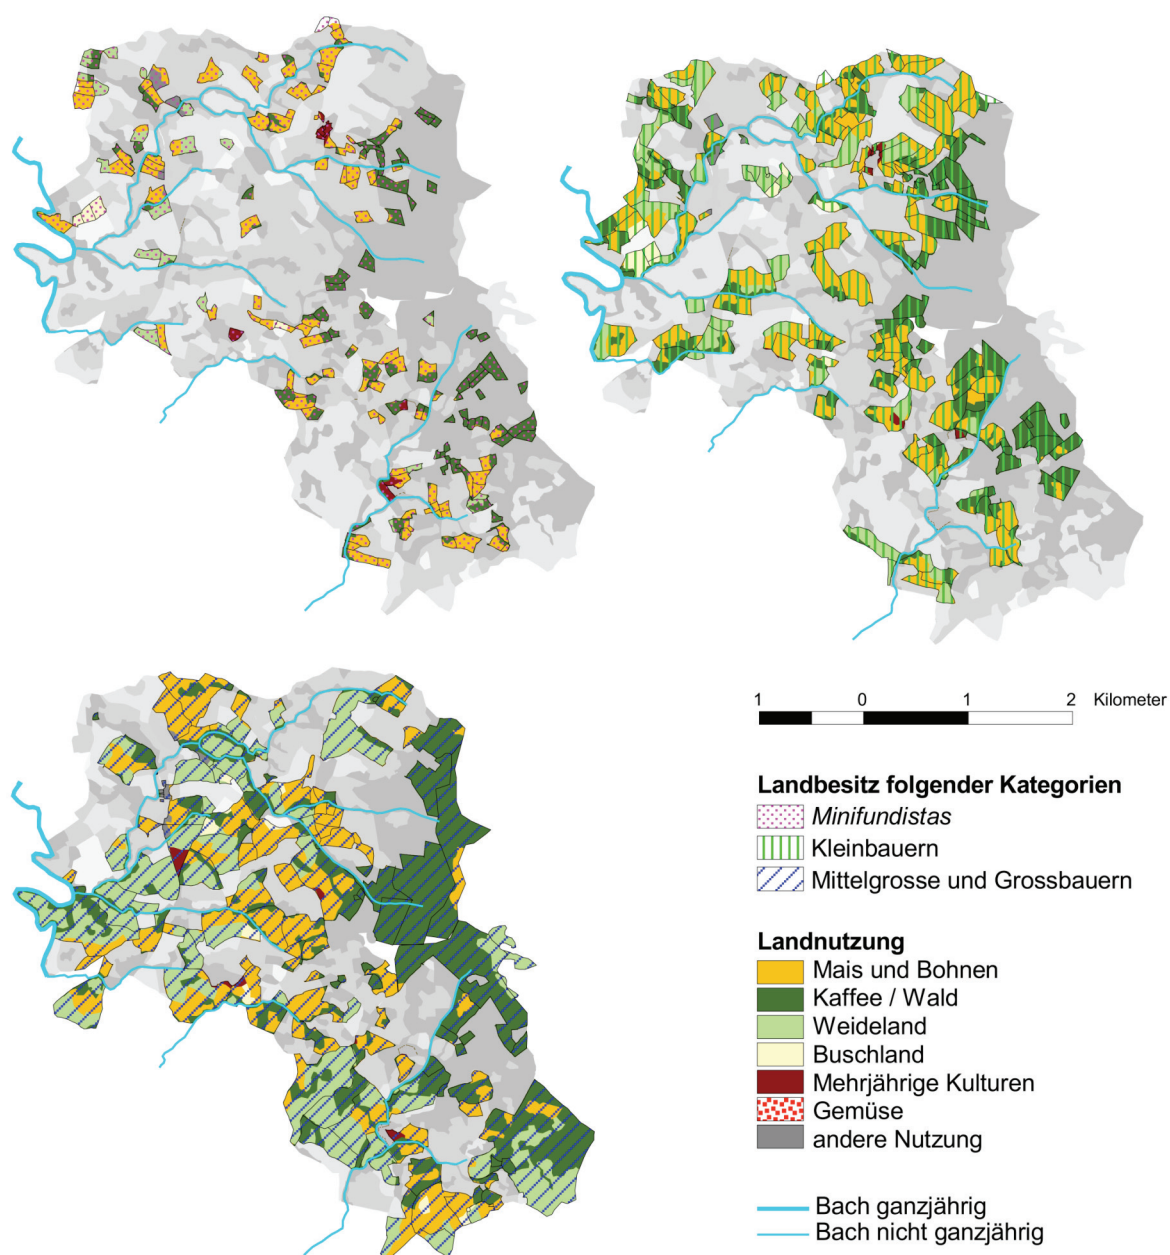 1 0 1 2 Kilometer
Landbesitz folgender Kategorien
Minifundistas
Kleinbauern
Mittelgrosse und Grossbauern
Landnutzung
Mais und Bohnen
Kaffee / Wald
Weideland
Buschland
Mehrjährige Kulturen
Gemüse
andere Nutzung
Bach ganzjährig
Bach nicht ganzjährig